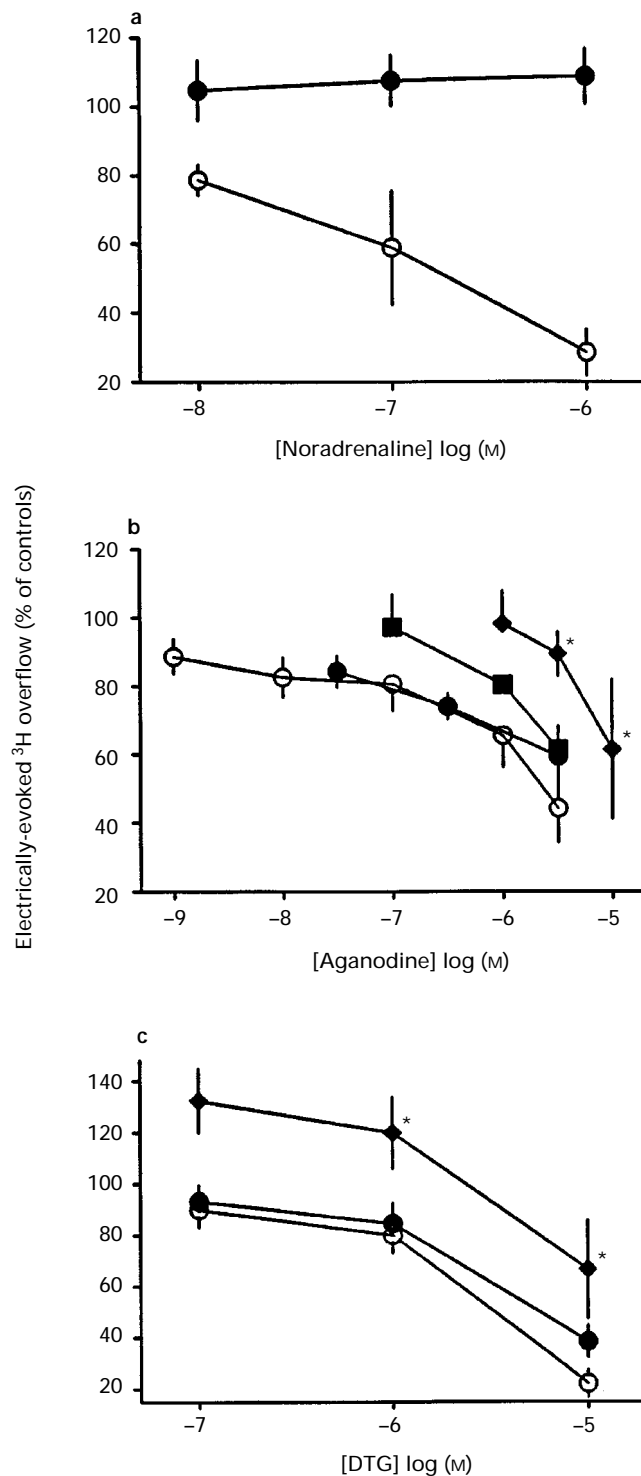 a
120
100
80
60
40
20
–8 –7 –6
[Noradrenaline] log (M)
Electrically-evoked ³H overflow (% of controls)
b
120
100
80
60
40
20
*
*
–9 –8 –7 –6 –5
[Aganodine] log (M)
c
140
120
100
80
60
40
20
*
*
–7 –6 –5
[DTG] log (M)